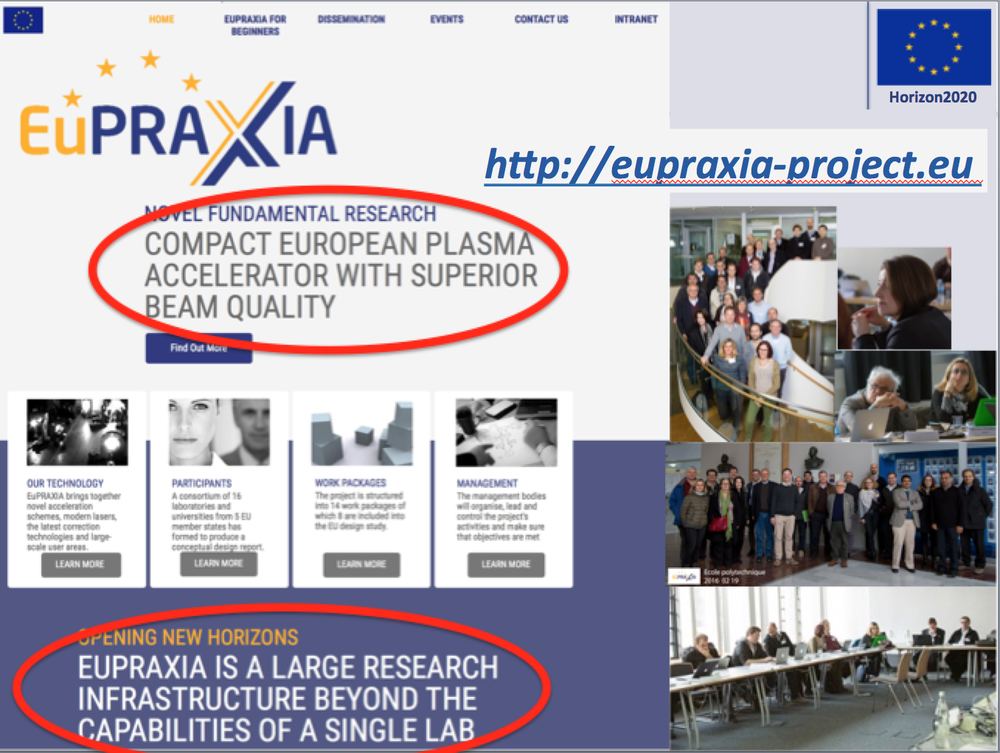 HOME
EUPRAXIA FOR
BEGINNERS
DISSEMINATION
EVENTS
CONTACT US
INTRANET
Horizon2020
EuPRAXIA
http://eupraxia-project.eu
NOVEL FUNDAMENTAL RESEARCH
COMPACT EUROPEAN PLASMA
ACCELERATOR WITH SUPERIOR
BEAM QUALITY
Find Out More
OUR TECHNOLOGY
EuPRAXIA brings together
novel acceleration
schemes, modern lasers,
the latest correction
technologies and large-
scale user areas.
LEARN MORE
PARTICIPANTS
A consortium of 16
laboratories and
universities from 5 EU
member states has
formed to produce a
conceptual design report.
LEARN MORE
WORK PACKAGES
The project is structured
into 14 work packages of
which 8 are included into
the EU design study.
LEARN MORE
MANAGEMENT
The management bodies
will organise, lead and
control the project's
activities and make sure
that objectives are met
LEARN MORE
EuPRAXIA
Ecole polytechnique
2016 02 19
OPENING NEW HORIZONS
EUPRAXIA IS A LARGE RESEARCH
INFRASTRUCTURE BEYOND THE
CAPABILITIES OF A SINGLE LAB